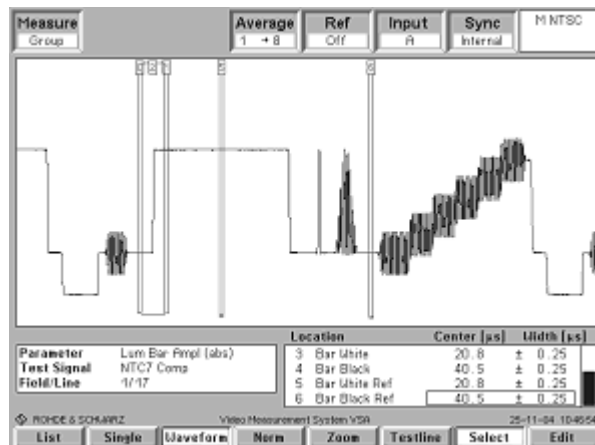 Measure
Group
Average
1 → 8
Ref
Off
Input
A
Sync
Internal
M NTSC
Parameter Lum Bar Ampl (abs)
Test Signal NTC7 Comp
Field/Line 1/17
Location Center [µs] Width [µs]
3 Bar White 20.8 ± 0.25
4 Bar Black 40.5 ± 0.25
5 Bar White Ref 20.8 ± 0.25
6 Bar Black Ref 40.5 ± 0.25
ROHDE & SCHWARZ Video Measurement System VSA 25-11-04 10:46:54
List Single Waveform Norm Zoom Testline Select Edit